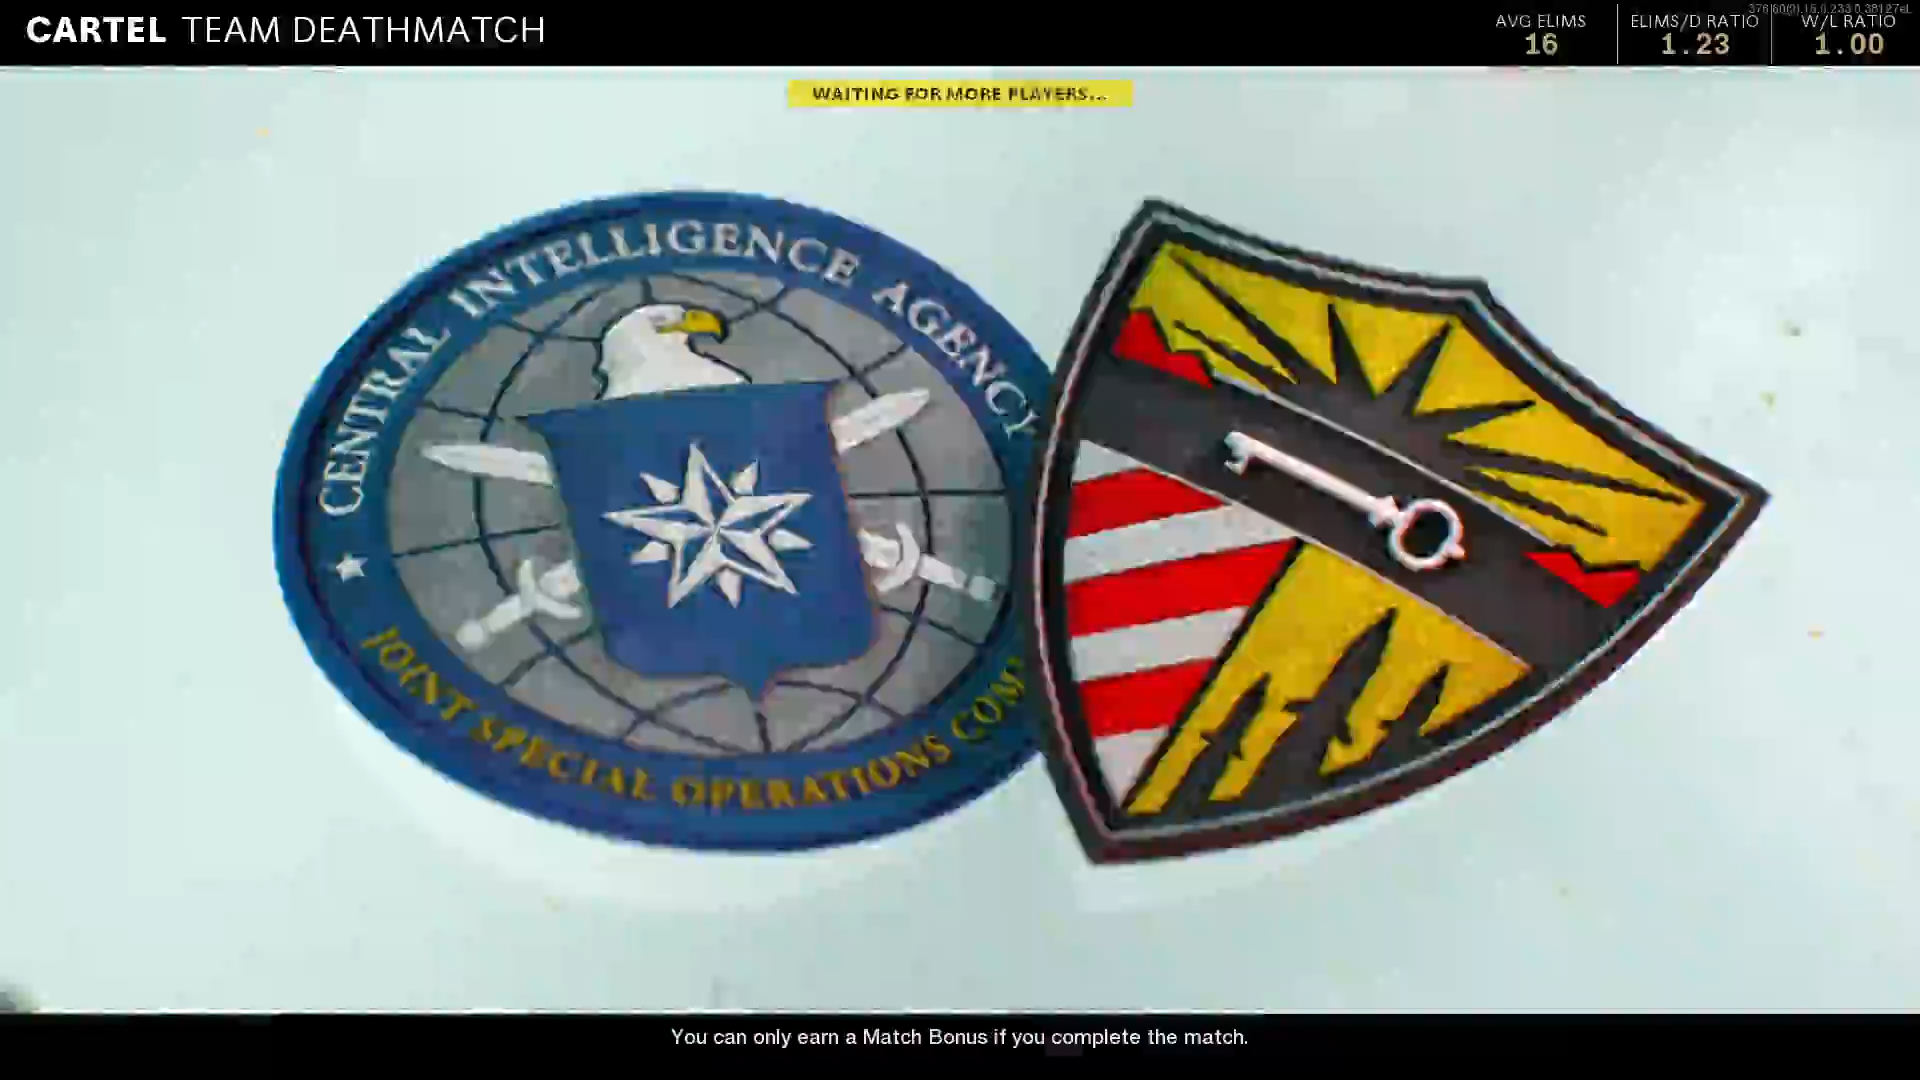 CARTEL TEAM DEATHMATCH
AVG ELIMS
16
ELIMS/D RATIO
1.23
W/L RATIO
1.00
WAITING FOR MORE PLAYERS...
CENTRAL INTELLIGENCE AGENCY
JOINT SPECIAL OPERATIONS COM
You can only earn a Match Bonus if you complete the match.